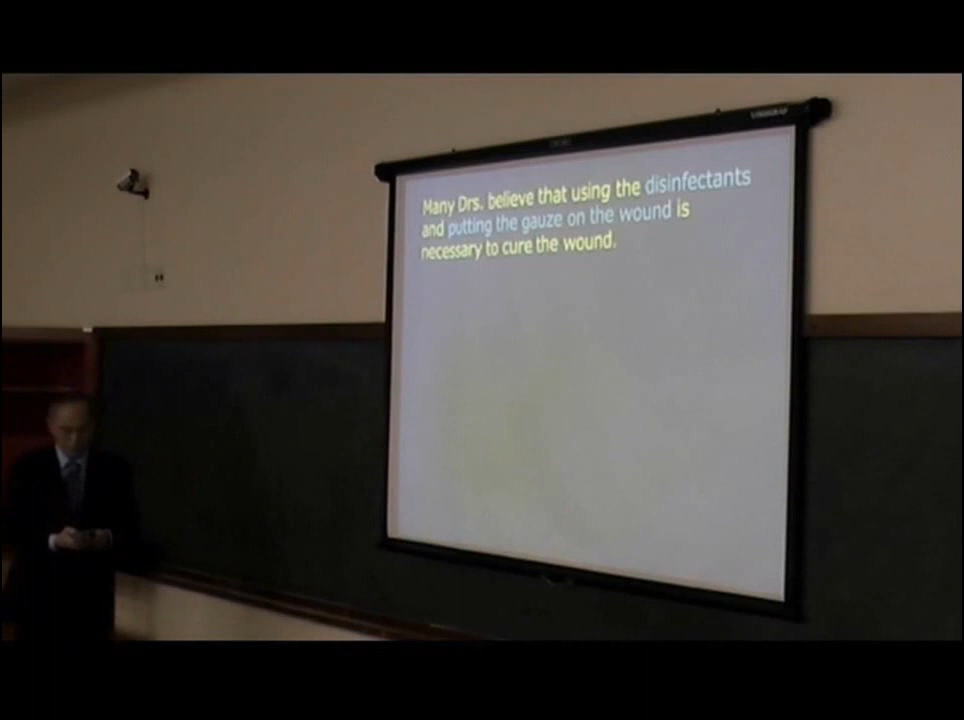 Many Drs. believe that using the disinfectants
and putting the gauze on the wound is
necessary to cure the wound.